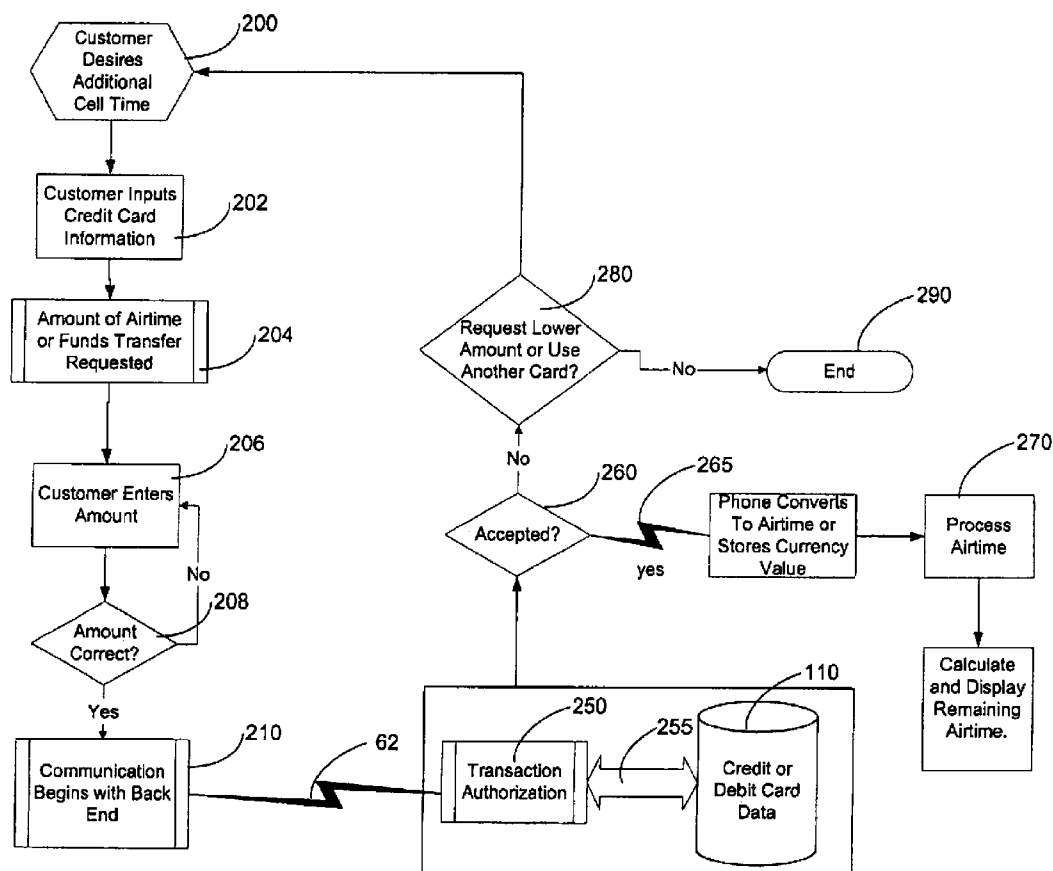 200
Customer
Desires
Additional
Cell Time
Customer Inputs
Credit Card
Information
202
Amount of Airtime
or Funds Transfer
Requested
204
206
Customer Enters
Amount
No
208
Amount
Correct?
Yes
210
Communication
Begins with Back
End
62
250
Transaction
Authorization
255
110
Credit or
Debit Card
Data
260
Accepted?
No
280
Request Lower
Amount or Use
Another Card?
No
290
End
265
yes
Phone Converts
To Airtime or
Stores Currency
Value
270
Process
Airtime
Calculate
and Display
Remaining
Airtime.